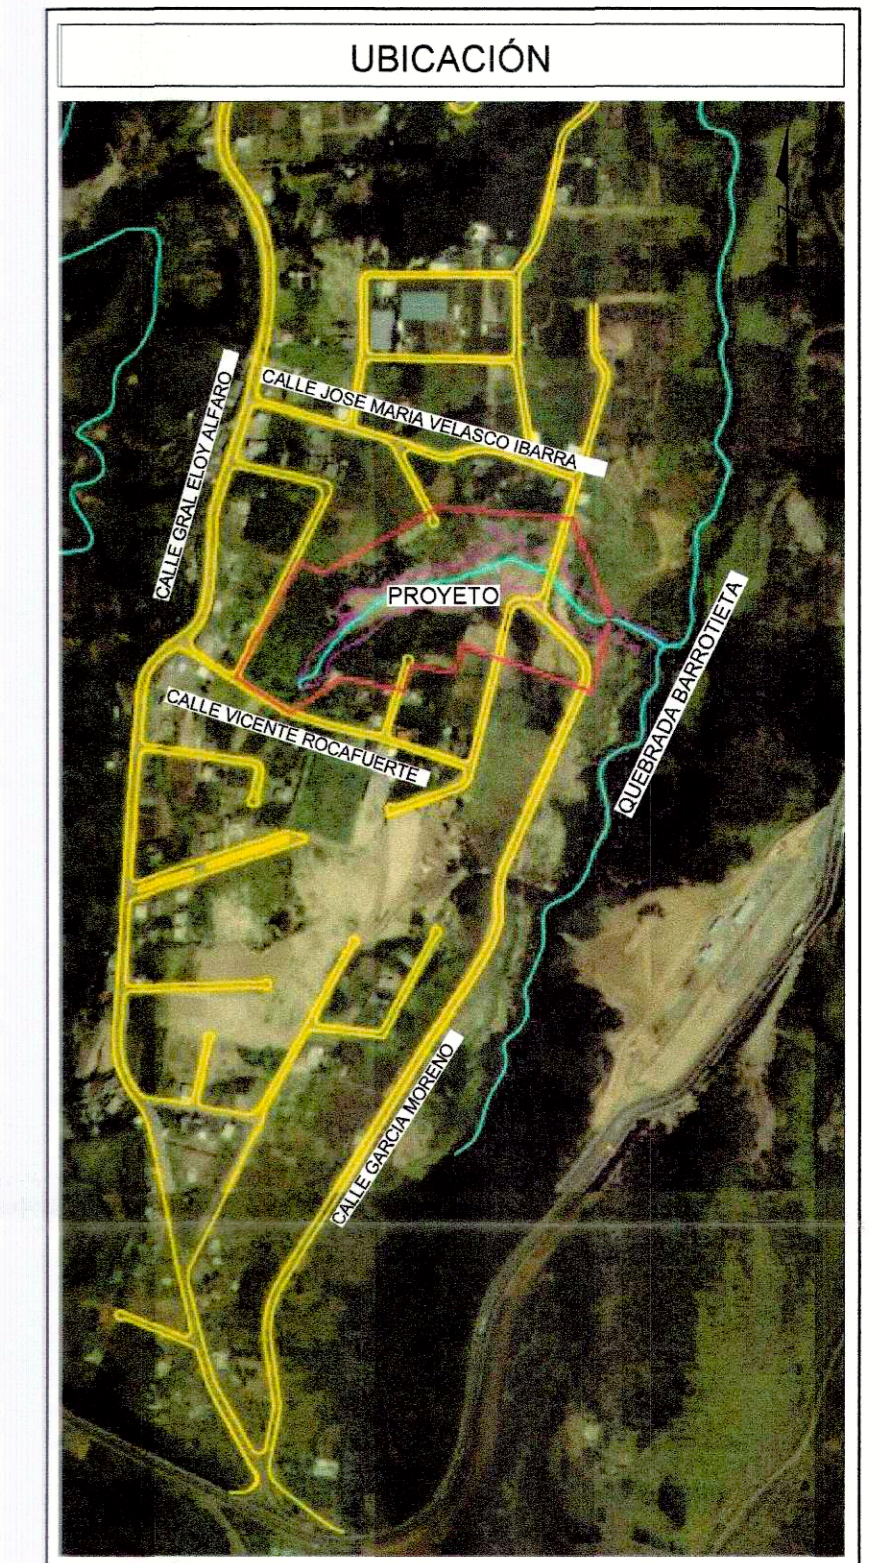 UBICACIÓN
CALLE JOSE MARIA VELASCO IBARRA
CALLE GRAL ELOY ALFARO
PROYETO
QUEBRADA BARROTIETA
CALLE VICENTE ROCAFUERTE
CALLE GARCIA MORENO